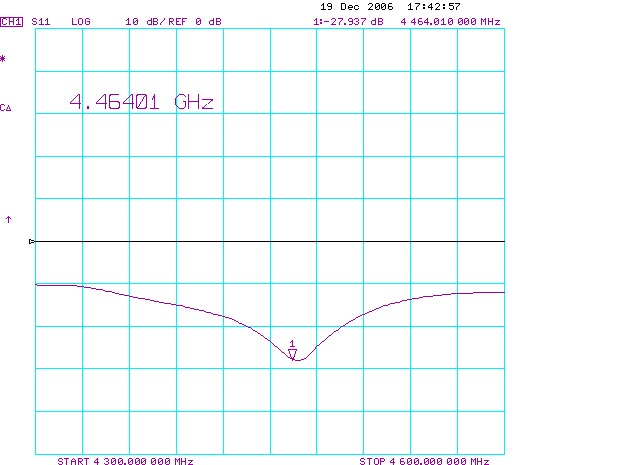 19 Dec 2006 17:42:57
CH1 S11 LOG 10 dB/REF 0 dB 1:-27.937 dB 4 464.010 000 MHz
*
CΔ
4.46401 GHz
↑
1
START 4 300.000 000 MHz STOP 4 600.000 000 MHz